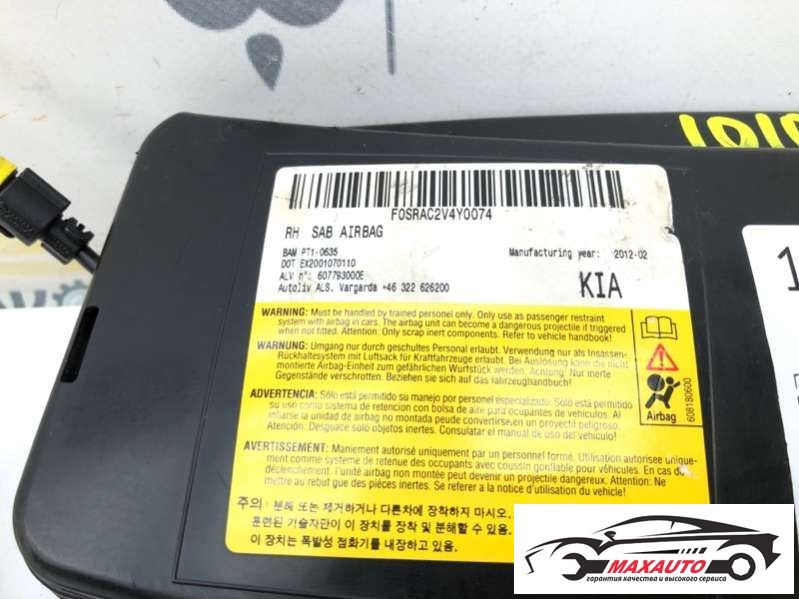 1010
F0SRAC2V4Y0074
RH SAB AIRBAG
BAM PT1-0635
DOT EX2001070110
Manufacturing year: 2012-02
ALV n°: 607793000E
Autoliv ALS. Vargarda +46 322 626200
KIA
WARNING: Must be handled by trained personel only. Only use as passenger restraint
system with airbag in cars. The airbag unit can become a dangerous projectile if triggered
when not fitted. Attention: Only scrap inert components. Refer to vehicle handbook!
WARNUNG: Umgang nur durch geschultes Personal erlaubt. Verwendung nur als Insassen-
Rückhaltesystem mit Luftsack für Kraftfahrzeuge erlaubt. Bei Auslösung kann die nicht
montierte Airbag-Einheit zum gefährlichen Wurfstück werden. Achtung: Nur inerte
Gegenstände verschrotten. Beziehen sie sich auf das fahrzeughandbuch!
ADVERTENCIA: Sólo está permitido su manejo por personel especializado. Sólo está permitido
su uso como sistema de retención con bolsa de aire para ocupantes de vehículos. Al
inflarse la unidad de airbag no montada peude convertirse en un proyectil peligroso.
Atención: Desguace solo objetos inertes. Consulatar el manual de uso del vehículo!
AVERTISSEMENT: Maniement autorisé uniquement par un personnel formé. Utilisation autorisée unique-
ment comme système de retenue des occupants avec coussin gonflable pour véhicules. En cas du
déclenchement, l'unité airbag non montée peut devenir un projectile dangereux. Attention: Ne
mettre au rebut que des pièces inertes. Se referer a la notice d'utilisation du vehicule!
Airbag
608180600
주의: 분해 또는 제거하거나 다른차에 장착하지 마시오.
훈련된 기술자만이 이 장치를 장착 및 분해할 수 있다.
이 장치는 폭발성 점화기를 내장하고 있다.
1
MAXAUTO
гарантия качества и высокого сервиса